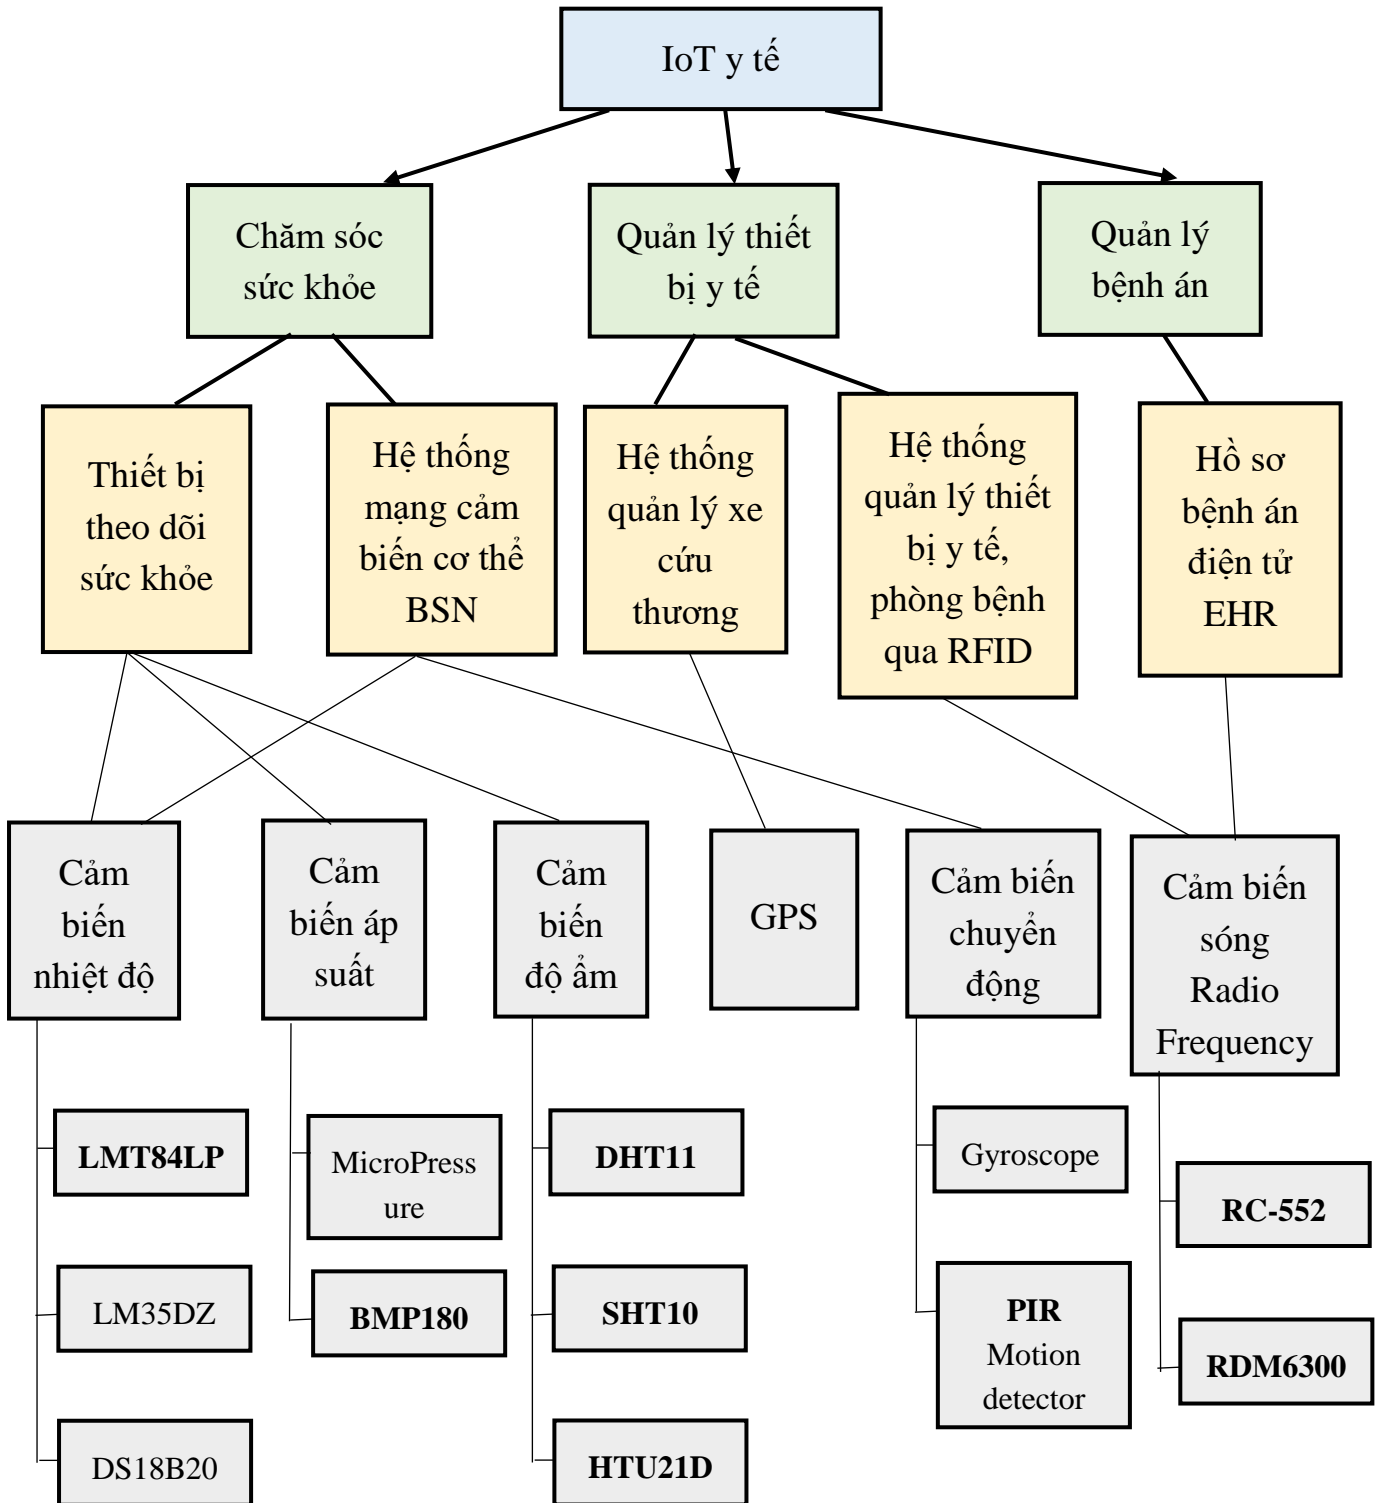 IoT y tế
Chăm sóc
sức khỏe
Quản lý thiết
bị y tế
Quản lý
bệnh án
Thiết bị
theo dõi
sức khỏe
Hệ thống
mạng cảm
biến cơ thể
BSN
Hệ thống
quản lý xe
cứu
thương
Hệ thống
quản lý thiết
bị y tế,
phòng bệnh
qua RFID
Hồ sơ
bệnh án
điện tử
EHR
Cảm
biến
nhiệt độ
Cảm
biến áp
suất
Cảm
biến
độ ẩm
GPS
Cảm biến
chuyển
động
Cảm biến
sóng
Radio
Frequency
LMT84LP
LM35DZ
DS18B20
MicroPress
ure
BMP180
DHT11
SHT10
HTU21D
Gyroscope
PIR
Motion
detector
RC-552
RDM6300